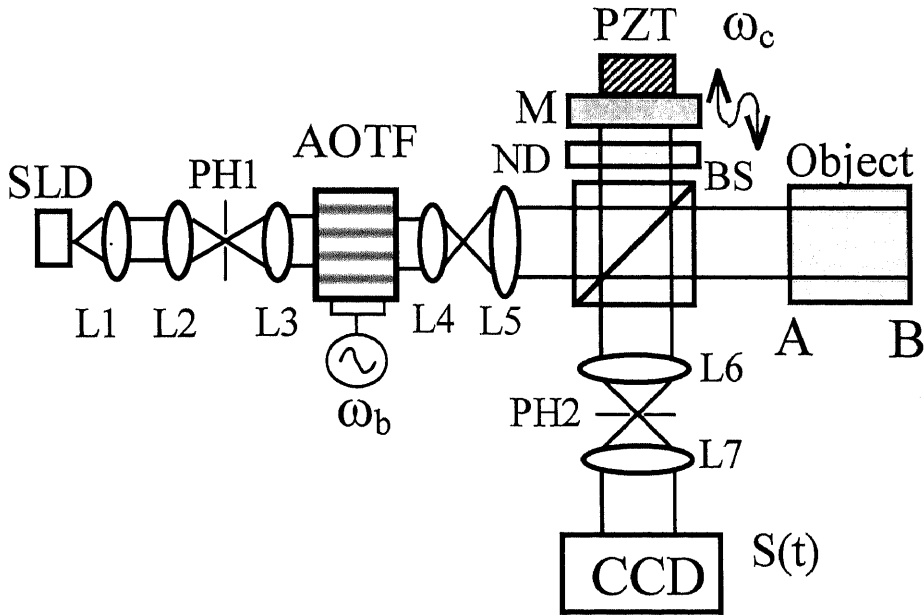 PZT
ωc
M
AOTF
ND
BS
Object
SLD
PH1
L1
L2
L3
L4
L5
A
B
ωb
L6
PH2
L7
S(t)
CCD